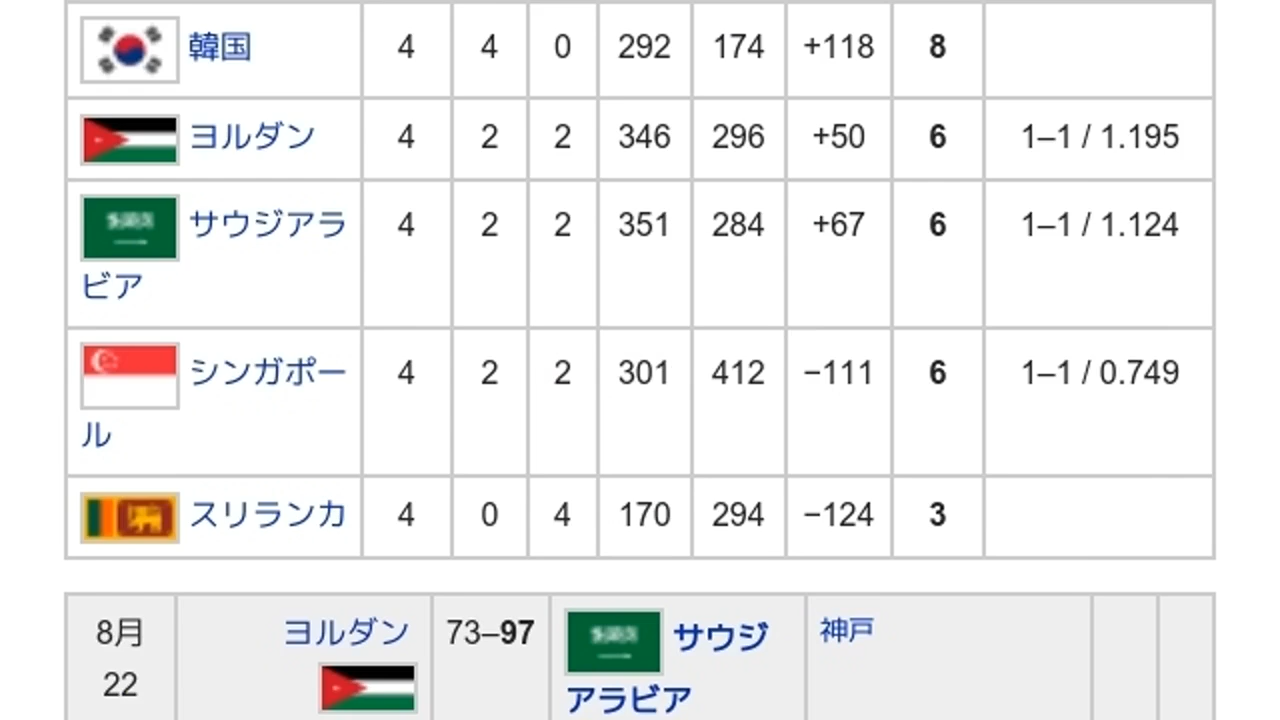 韓国 4 4 0 292 174 +118 8
ヨルダン 4 2 2 346 296 +50 6 1–1 / 1.195
サウジアラ 4 2 2 351 284 +67 6 1–1 / 1.124
ビア
シンガポー 4 2 2 301 412 −111 6 1–1 / 0.749
ル
スリランカ 4 0 4 170 294 −124 3
8月 ヨルダン 73–97 サウジ 神戸
22 アラビア